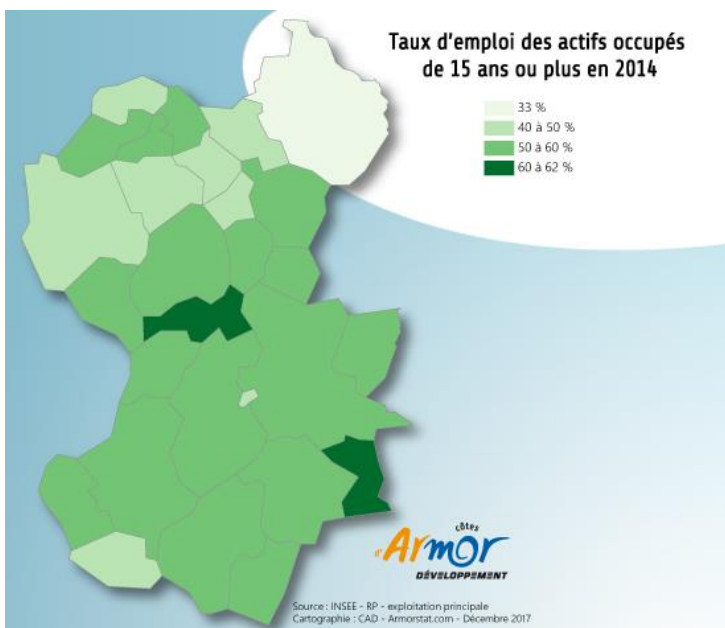 Taux d'emploi des actifs occupés
de 15 ans ou plus en 2014
33 %
40 à 50 %
50 à 60 %
60 à 62 %
côtes
d'Armor
DÉVELOPPEMENT
Source : INSEE - RP - exploitation principale
Cartographie : CAD - Armorstat.com - Décembre 2017